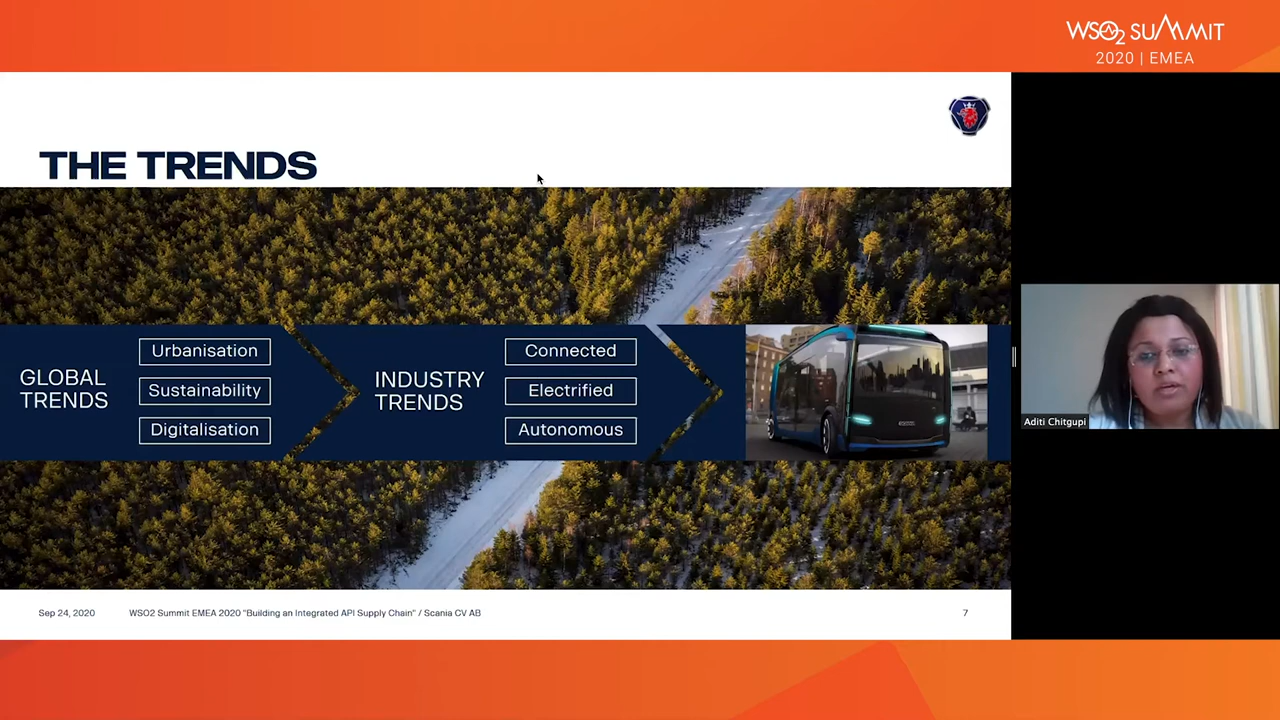 WSO2 SUMMIT
2020 | EMEA
THE TRENDS
GLOBAL
TRENDS
Urbanisation
Sustainability
Digitalisation
INDUSTRY
TRENDS
Connected
Electrified
Autonomous
SCANIA
Aditi Chitgupi
Sep 24, 2020
WSO2 Summit EMEA 2020 "Building an Integrated API Supply Chain" / Scania CV AB
7